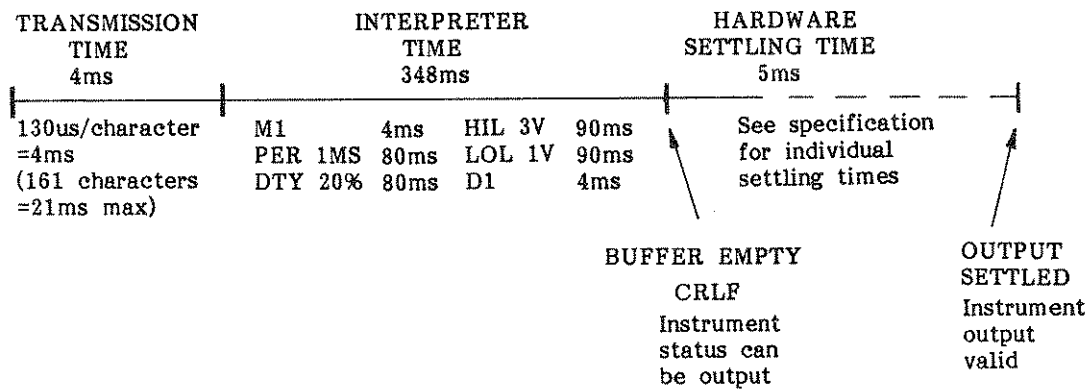 TRANSMISSION
TIME
4ms
INTERPRETER
TIME
348ms
HARDWARE
SETTLING TIME
5ms
130us/character
=4ms
(161 characters
=21ms max)
M1 4ms HIL 3V 90ms
PER 1MS 80ms LOL 1V 90ms
DTY 20% 80ms D1 4ms
See specification
for individual
settling times
BUFFER EMPTY
CRLF
Instrument
status can
be output
OUTPUT
SETTLED
Instrument
output
valid